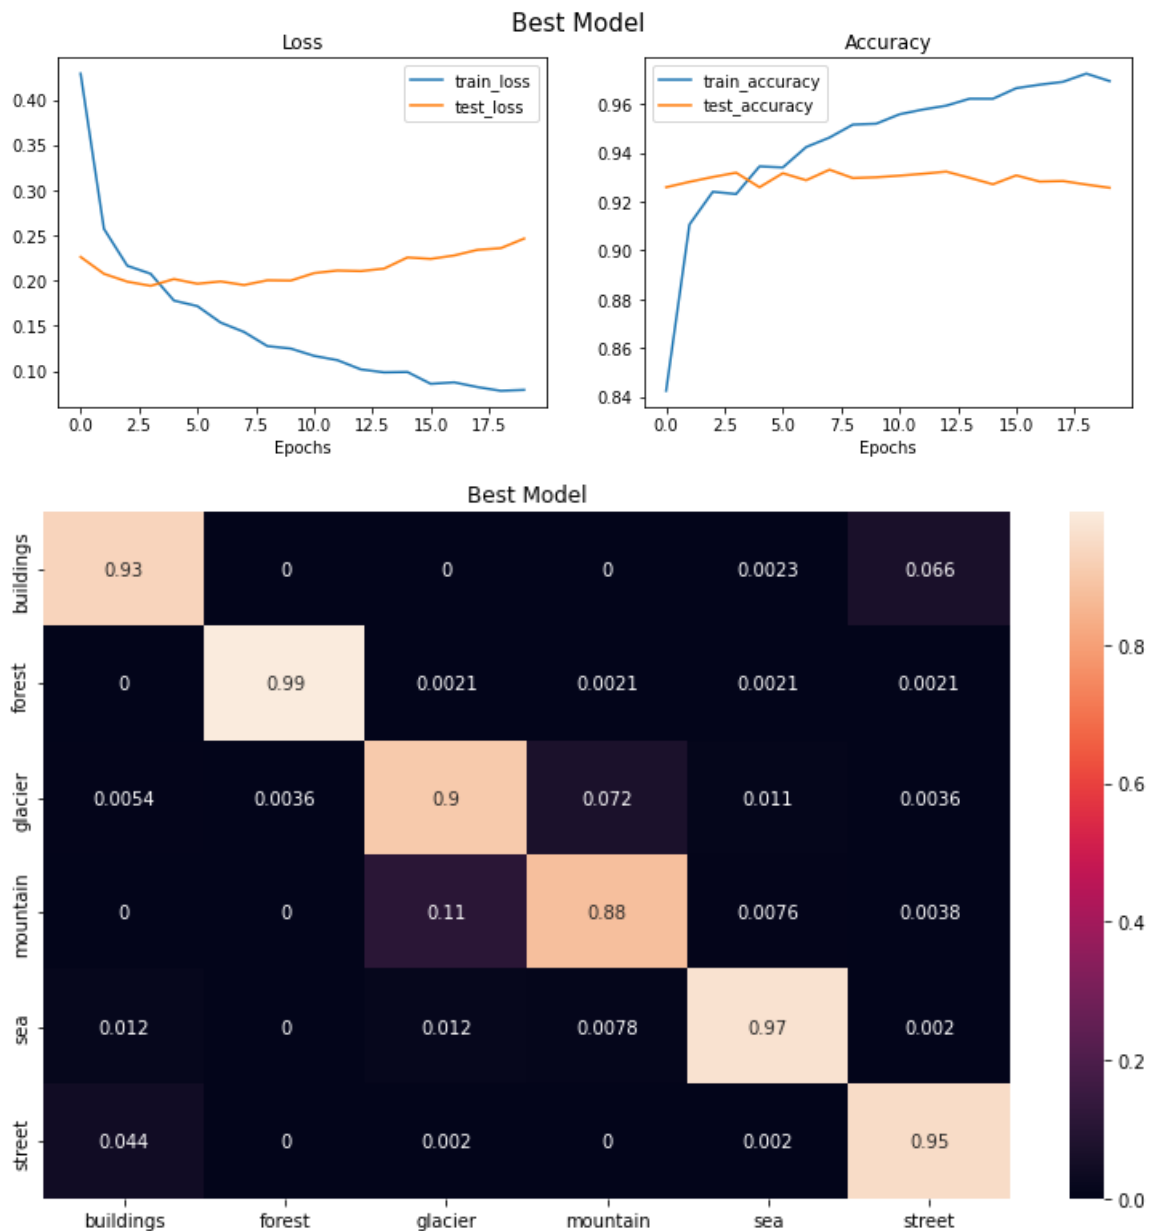 Best Model
Loss
train_loss
test_loss
0.40
0.35
0.30
0.25
0.20
0.15
0.10
0.0 2.5 5.0 7.5 10.0 12.5 15.0 17.5
Epochs
Accuracy
train_accuracy
test_accuracy
0.96
0.94
0.92
0.90
0.88
0.86
0.84
0.0 2.5 5.0 7.5 10.0 12.5 15.0 17.5
Epochs
Best Model
buildings 0.93 0 0 0 0.0023 0.066
forest 0 0.99 0.0021 0.0021 0.0021 0.0021
glacier 0.0054 0.0036 0.9 0.072 0.011 0.0036
mountain 0 0 0.11 0.88 0.0076 0.0038
sea 0.012 0 0.012 0.0078 0.97 0.002
street 0.044 0 0.002 0 0.002 0.95
buildings forest glacier mountain sea street
0.8
0.6
0.4
0.2
0.0